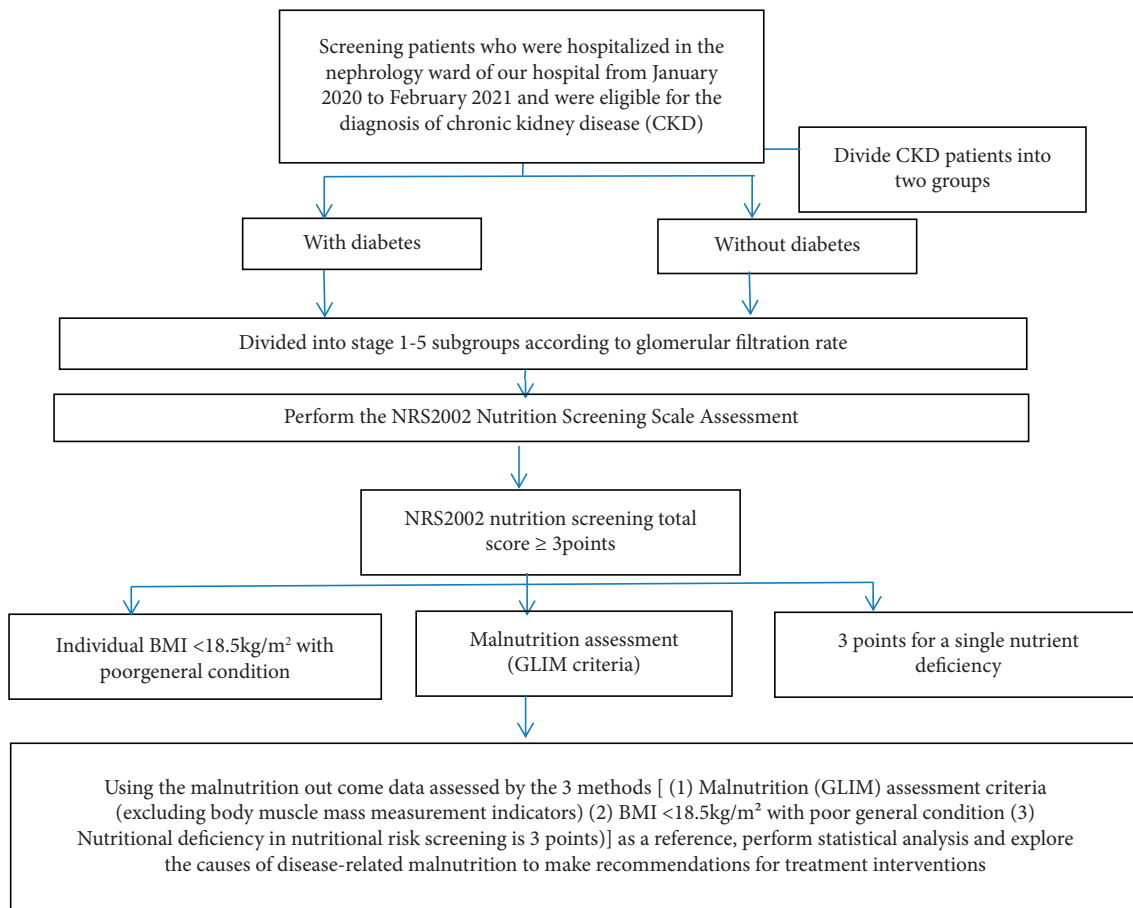 Screening patients who were hospitalized in the
nephrology ward of our hospital from January
2020 to February 2021 and were eligible for the
diagnosis of chronic kidney disease (CKD)
Divide CKD patients into
two groups
With diabetes
Without diabetes
Divided into stage 1-5 subgroups according to glomerular filtration rate
Perform the NRS2002 Nutrition Screening Scale Assessment
NRS2002 nutrition screening total
score ≥ 3points
Individual BMI <18.5kg/m² with
poorgeneral condition
Malnutrition assessment
(GLIM criteria)
3 points for a single nutrient
deficiency
Using the malnutrition out come data assessed by the 3 methods [ (1) Malnutrition (GLIM) assessment criteria
(excluding body muscle mass measurement indicators) (2) BMI <18.5kg/m² with poor general condition (3)
Nutritional deficiency in nutritional risk screening is 3 points)] as a reference, perform statistical analysis and explore
the causes of disease-related malnutrition to make recommendations for treatment interventions